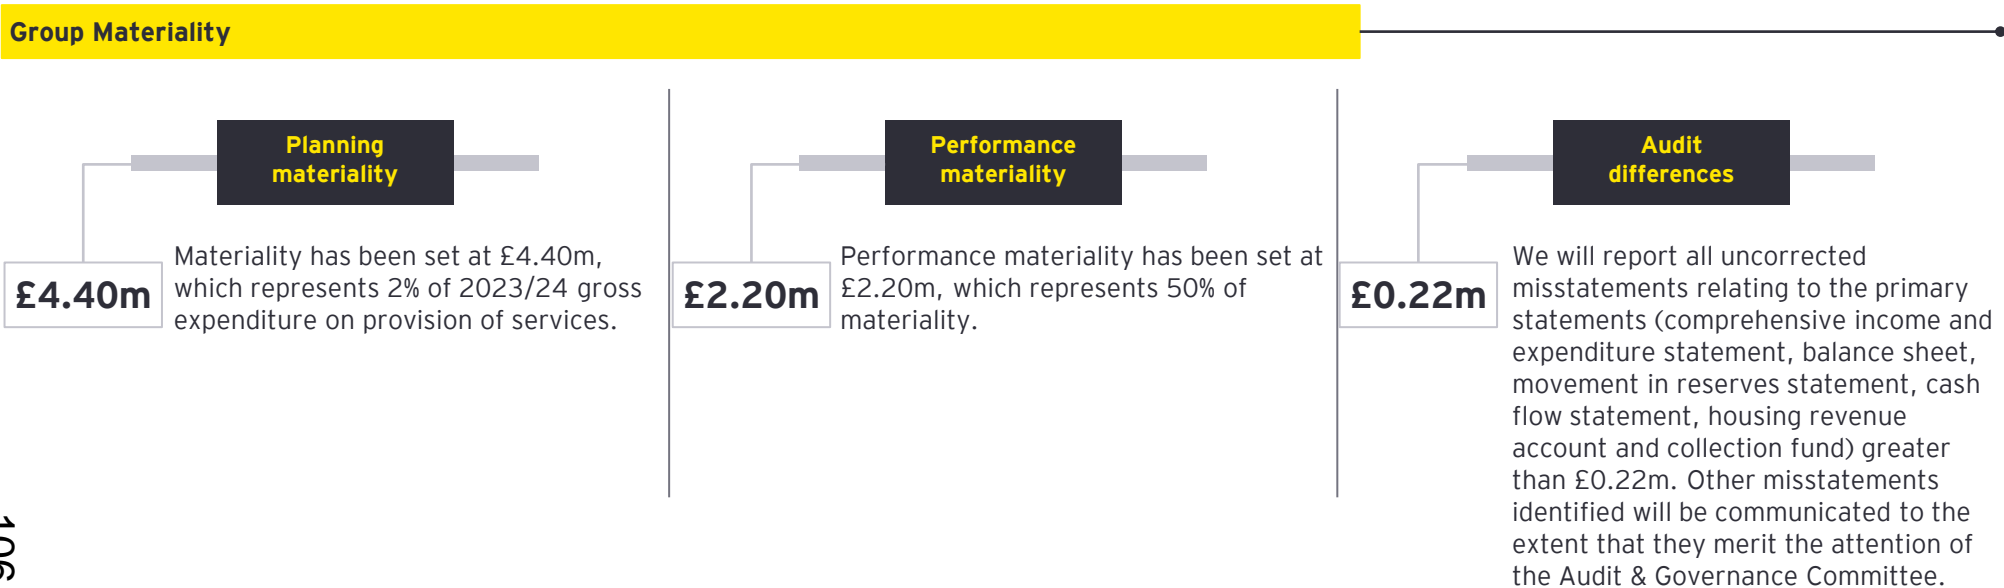 Group Materiality
Planning
materiality
£4.40m
Materiality has been set at £4.40m,
which represents 2% of 2023/24 gross
expenditure on provision of services.
Performance
materiality
£2.20m
Performance materiality has been set at
£2.20m, which represents 50% of
materiality.
Audit
differences
£0.22m
We will report all uncorrected
misstatements relating to the primary
statements (comprehensive income and
expenditure statement, balance sheet,
movement in reserves statement, cash
flow statement, housing revenue
account and collection fund) greater
than £0.22m. Other misstatements
identified will be communicated to the
extent that they merit the attention of
the Audit & Governance Committee.
106